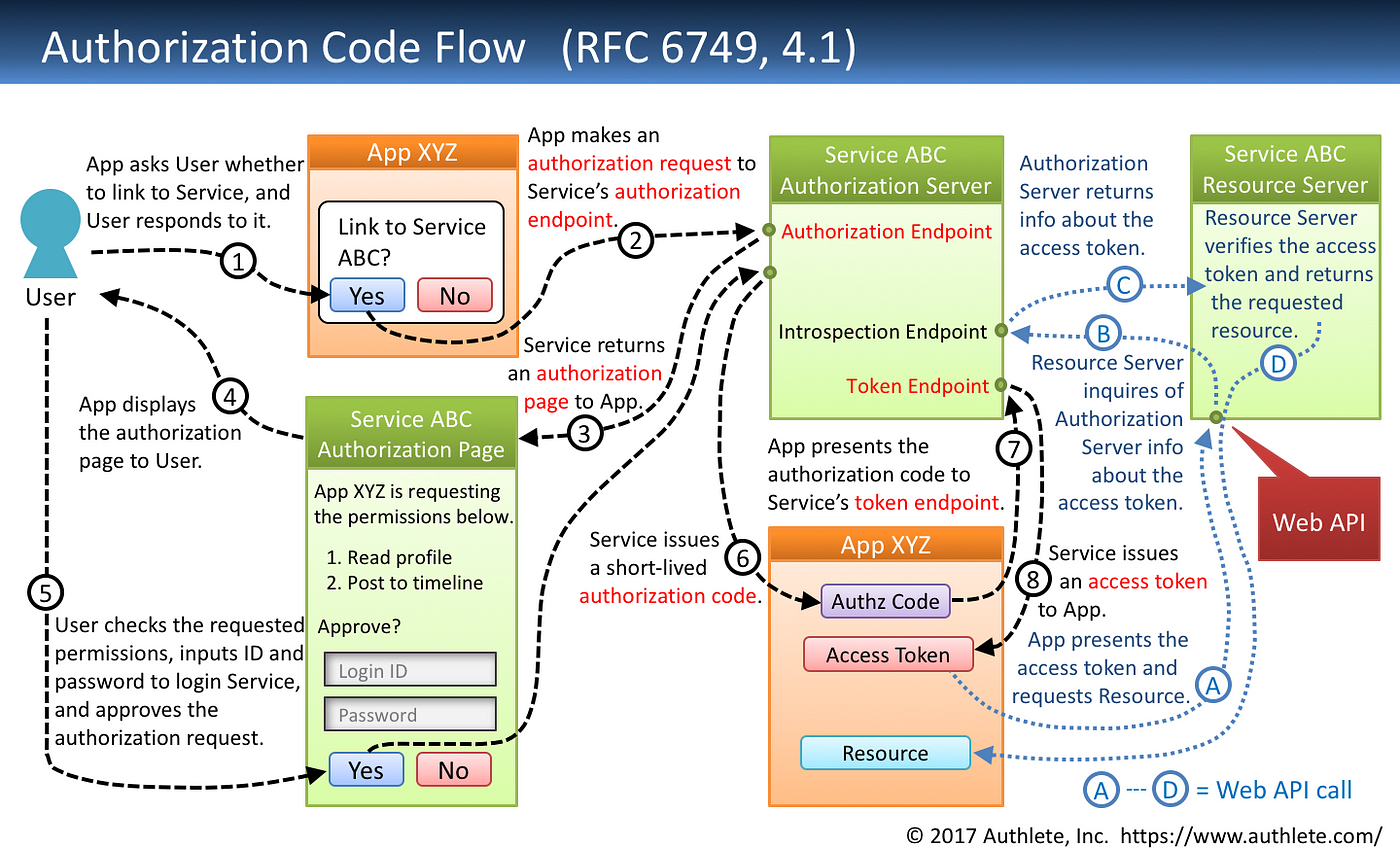 Authorization Code Flow (RFC 6749, 4.1)
App asks User whether
to link to Service, and
User responds to it.
User
1
App XYZ
Link to Service
ABC?
Yes
No
App makes an
authorization request to
Service's authorization
endpoint.
2
Service ABC
Authorization Server
Authorization Endpoint
Introspection Endpoint
Token Endpoint
Authorization
Server returns
info about the
access token.
C
B
Service ABC
Resource Server
Resource Server
verifies the access
token and returns
the requested
resource.
D
Service returns
an authorization
page to App.
3
4
App displays
the authorization
page to User.
Service ABC
Authorization Page
App XYZ is requesting
the permissions below.
1. Read profile
2. Post to timeline
Approve?
Login ID
Password
Yes
No
5
User checks the requested
permissions, inputs ID and
password to login Service,
and approves the
authorization request.
Service issues
a short-lived
authorization code.
6
App presents the
authorization code to
Service's token endpoint.
7
Resource Server
inquires of
Authorization
Server info
about the
access token.
Web API
App XYZ
Authz Code
Access Token
Resource
8
Service issues
an access token
to App.
App presents the
access token and
requests Resource.
A
A --- D = Web API call
© 2017 Authlete, Inc. https://www.authlete.com/